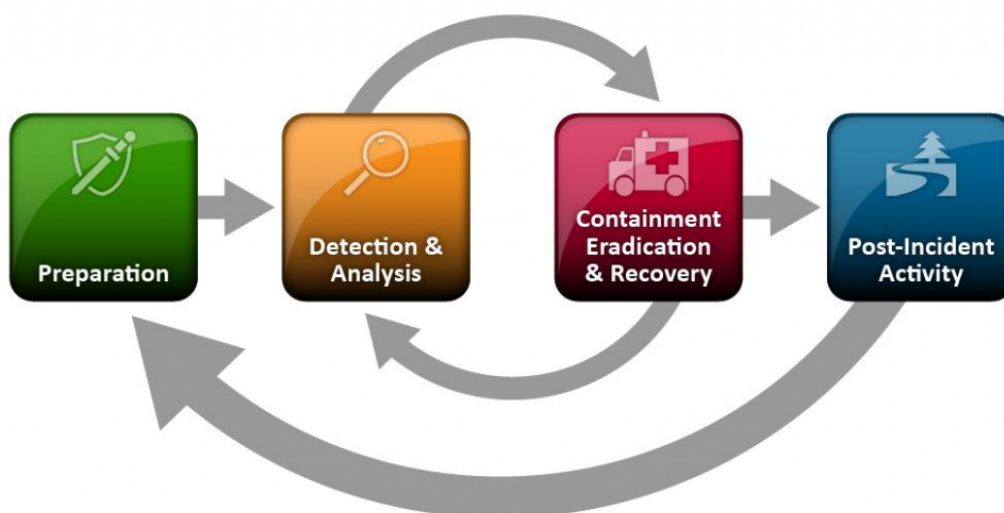 Preparation
Detection &
Analysis
Containment
Eradication
& Recovery
Post-Incident
Activity